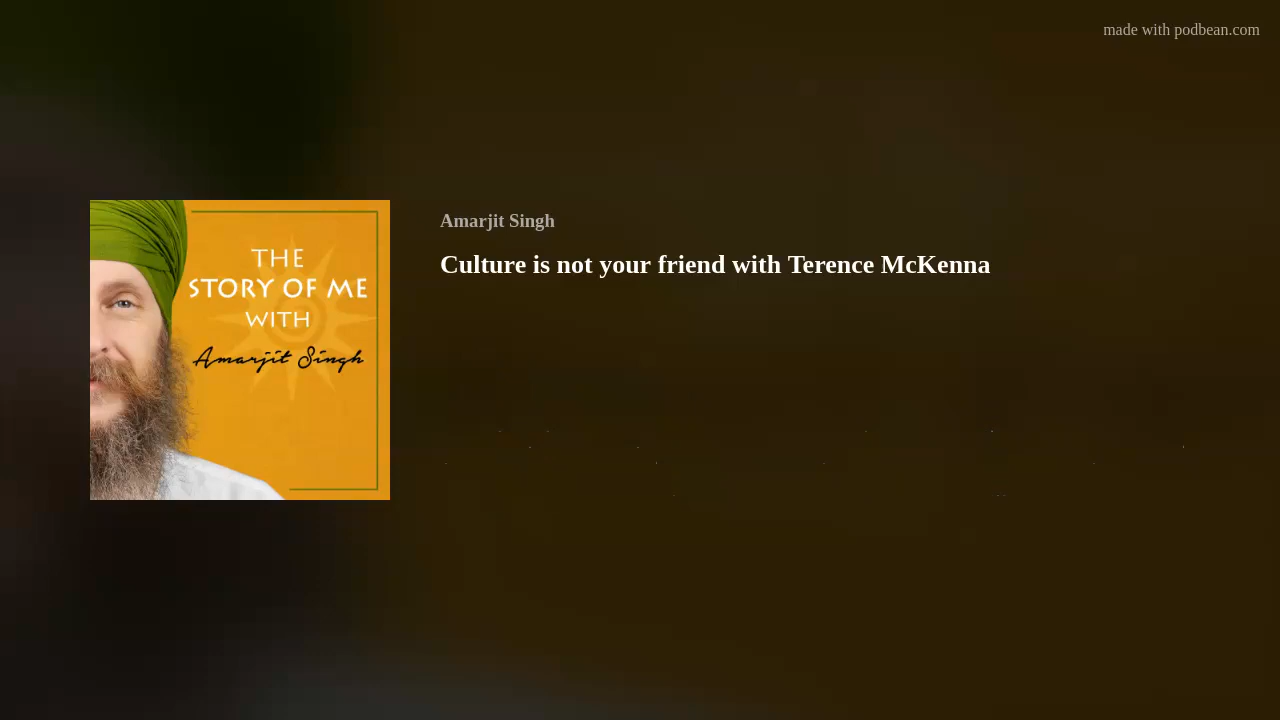 made with podbean.com
THE
STORY OF ME
WITH
Amarjit Singh
Amarjit Singh
Culture is not your friend with Terence McKenna